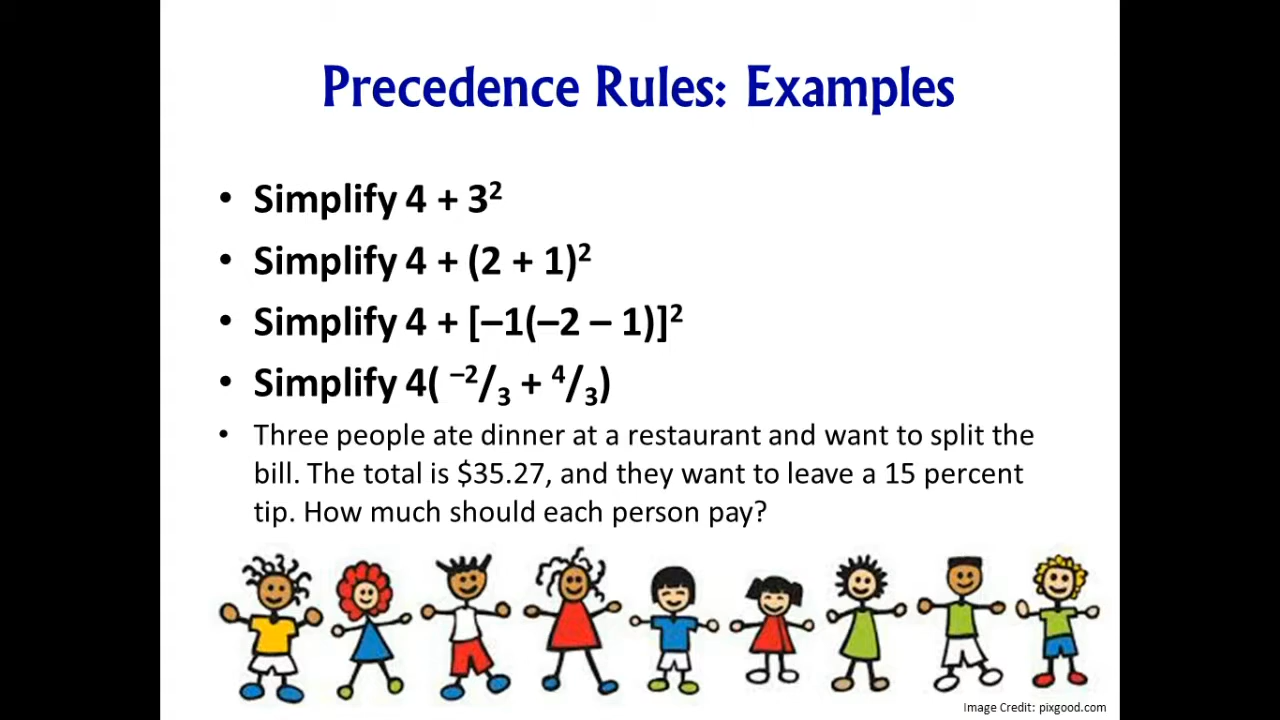 Precedence Rules: Examples
• Simplify 4 + 3²
• Simplify 4 + (2 + 1)²
• Simplify 4 + [–1(–2 – 1)]²
• Simplify 4( ⁻²/₃ + ⁴/₃)
• Three people ate dinner at a restaurant and want to split the
bill. The total is $35.27, and they want to leave a 15 percent
tip. How much should each person pay?
Image Credit: pixgood.com